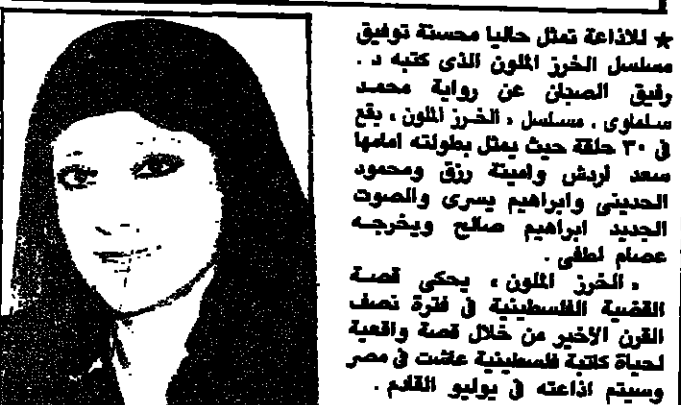 ★ للاذاعة تمثل حاليا محسنة توفيق
مسلسل الخرز الملون الذى كتبه د .
رفيق الصبان عن رواية محمد
سلماوى . مسلسل « الخرز الملون » يقع
فى ٣٠ حلقة حيث يمثل بطولته امامها
سعد اردش وامينة رزق ومحمود
الحدينى وابراهيم يسرى والصوت
الجديد ابراهيم صالح ويخرجه
عصام لطفى .
« الخرز الملون » يحكى قصة
القضية الفلسطينية فى فترة نصف
القرن الاخير من خلال قصة واقعية
لحياة كاتبة فلسطينية عاشت فى مصر
وسيتم اذاعته فى يوليو القادم .